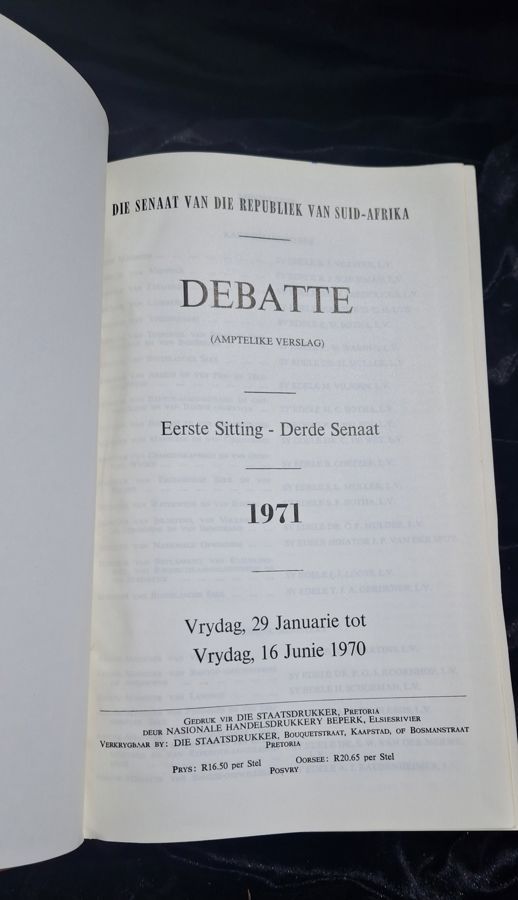 DIE SENAAT VAN DIE REPUBLIEK VAN SUID-AFRIKA
DEBATTE
(AMPTELIKE VERSLAG)
Eerste Sitting - Derde Senaat
1971
Vrydag, 29 Januarie tot
Vrydag, 16 Junie 1970
GEDRUK VIR DIE STAATSDRUKKER, PRETORIA
DEUR NASIONALE HANDELSDRUKKERY BEPERK, ELSIESRIVIER
VERKRYGBAAR BY: DIE STAATSDRUKKER, BOUQUETSTRAAT, KAAPSTAD, OF BOSMANSTRAAT
PRETORIA
PRYS: R16.50 per Stel OORSEE: R20.65 per Stel
POSVRY